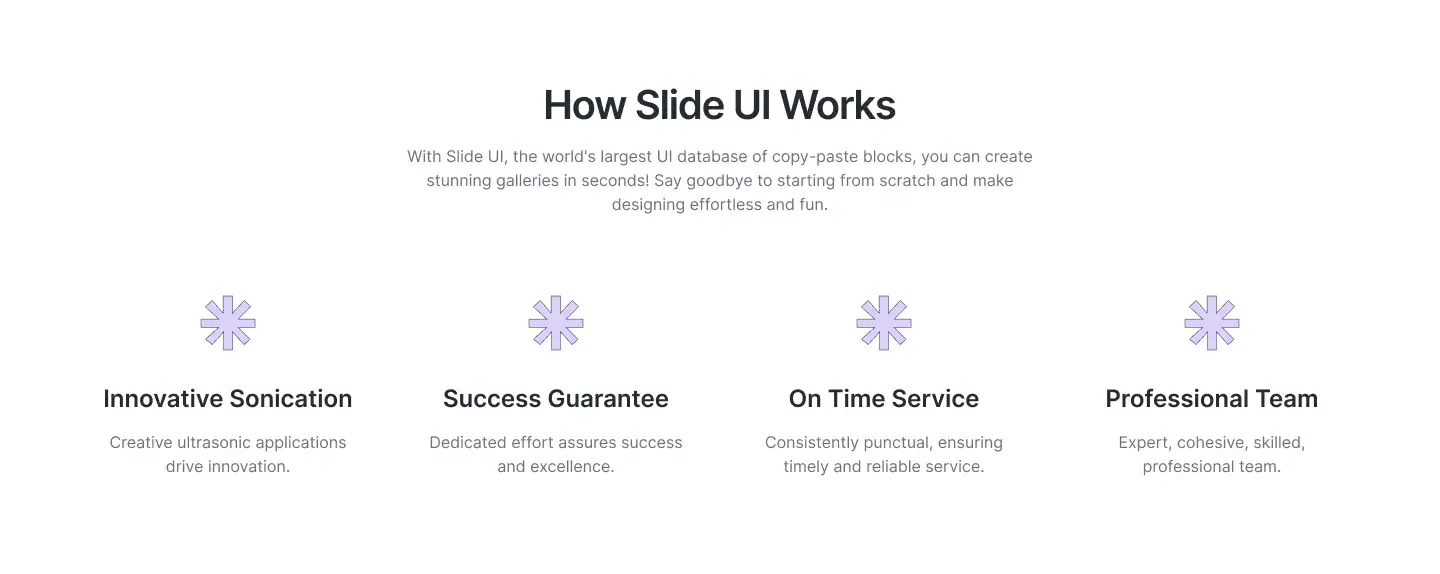 How Slide UI Works
With Slide UI, the world's largest UI database of copy-paste blocks, you can create
stunning galleries in seconds! Say goodbye to starting from scratch and make
designing effortless and fun.
Innovative Sonication
Creative ultrasonic applications
drive innovation.
Success Guarantee
Dedicated effort assures success
and excellence.
On Time Service
Consistently punctual, ensuring
timely and reliable service.
Professional Team
Expert, cohesive, skilled,
professional team.